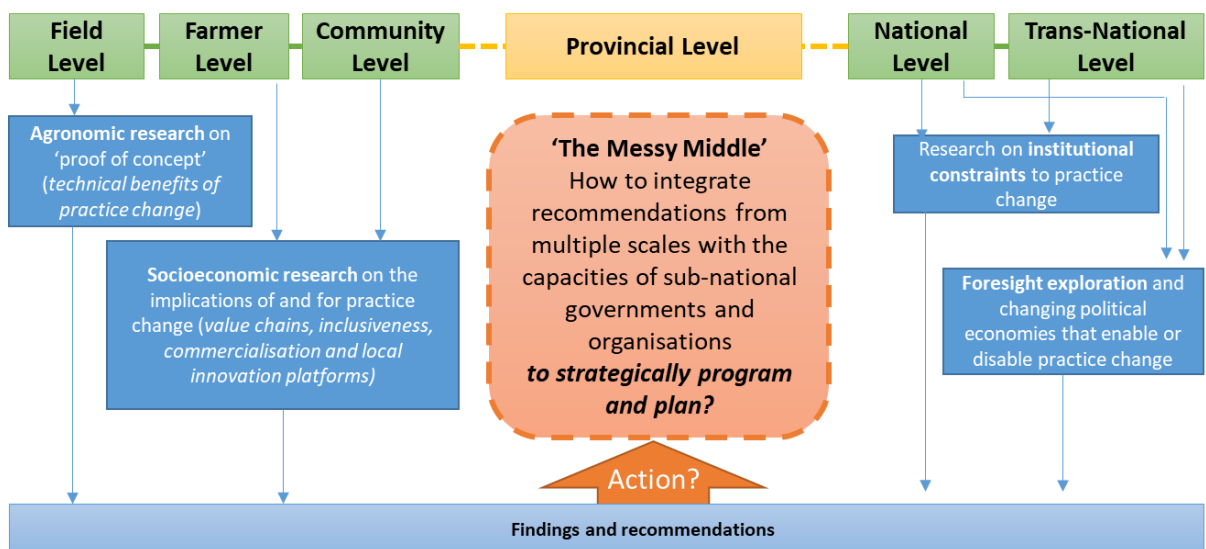 Field
Level
Farmer
Level
Community
Level
Provincial Level
National
Level
Trans-National
Level
Agronomic research on
‘proof of concept’
(technical benefits of
practice change)
Socioeconomic research on the
implications of and for practice
change (value chains, inclusiveness,
commercialisation and local
innovation platforms)
‘The Messy Middle’
How to integrate
recommendations from
multiple scales with the
capacities of sub-national
governments and
organisations
to strategically program
and plan?
Research on institutional
constraints to practice
change
Foresight exploration and
changing political
economies that enable or
disable practice change
Action?
Findings and recommendations